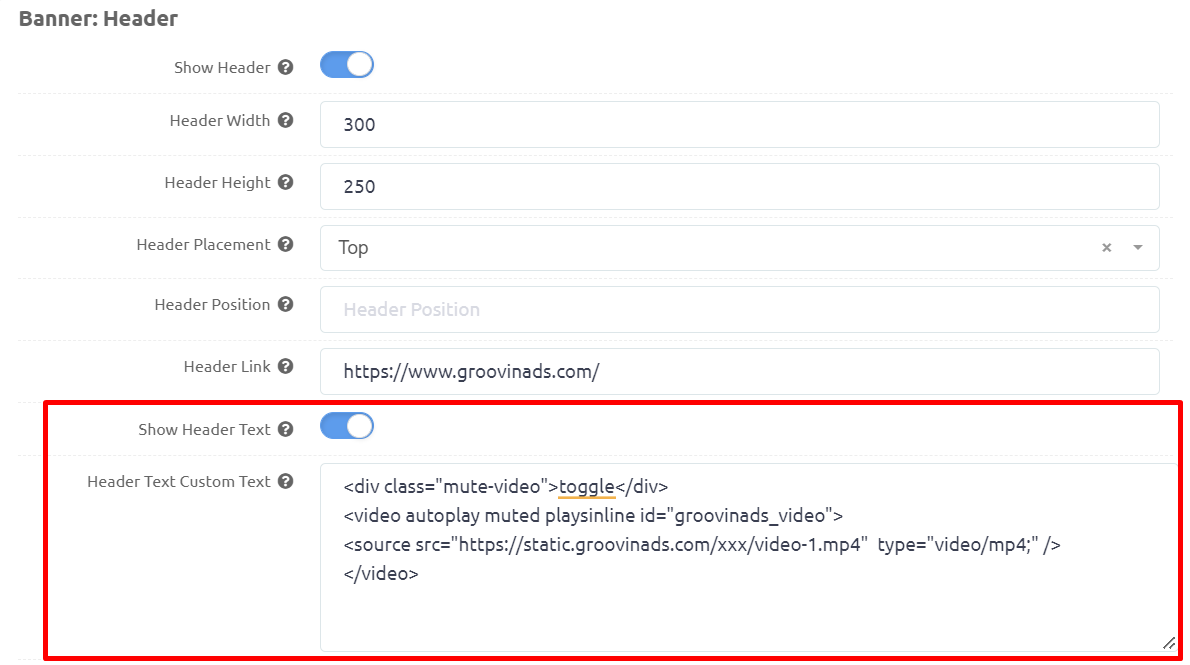 Banner: Header
Show Header
Header Width
300
Header Height
250
Header Placement
Top
Header Position
Header Position
Header Link
https://www.groovinads.com/
Show Header Text
Header Text Custom Text
<div class="mute-video">toggle</div>
<video autoplay muted playsinline id="groovinads_video">
<source src="https://static.groovinads.com/xxx/video-1.mp4"  type="video/mp4;" />
</video>